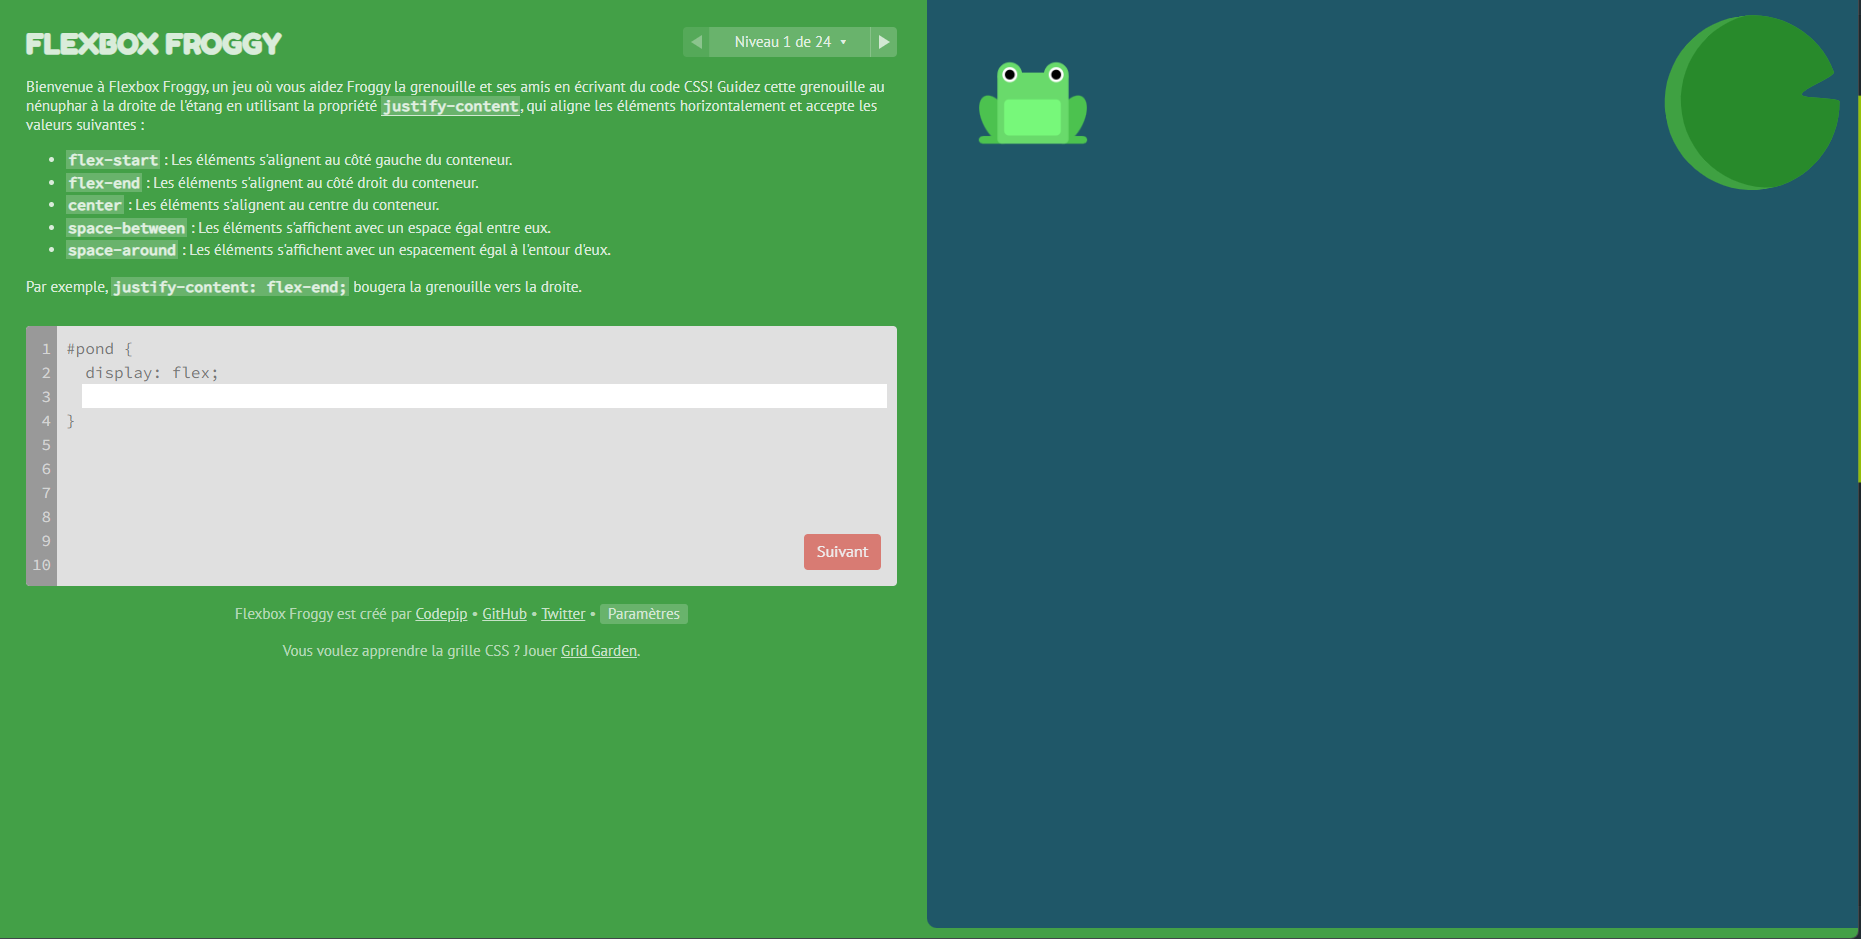 FLEXBOX FROGGY
Niveau 1 de 24
Bienvenue à Flexbox Froggy, un jeu où vous aidez Froggy la grenouille et ses amis en écrivant du code CSS! Guidez cette grenouille au
nénuphar à la droite de l'étang en utilisant la propriété justify-content, qui aligne les éléments horizontalement et accepte les
valeurs suivantes :
• flex-start : Les éléments s'alignent au côté gauche du conteneur.
• flex-end : Les éléments s'alignent au côté droit du conteneur.
• center : Les éléments s'alignent au centre du conteneur.
• space-between : Les éléments s'affichent avec un espace égal entre eux.
• space-around : Les éléments s'affichent avec un espacement égal à l'entour d'eux.
Par exemple, justify-content: flex-end; bougera la grenouille vers la droite.
1 #pond {
2 display: flex;
3
4 }
5
6
7
8
9
10
Suivant
Flexbox Froggy est créé par Codepip • GitHub • Twitter • Paramètres
Vous voulez apprendre la grille CSS ? Jouer Grid Garden.